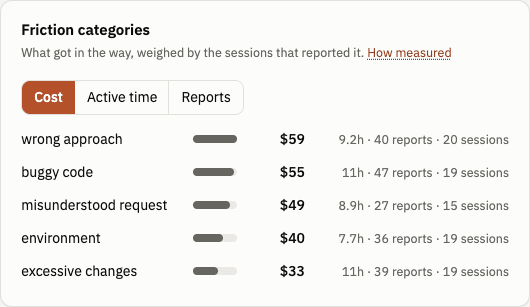 Friction categories
What got in the way, weighed by the sessions that reported it. How measured
Cost Active time Reports
wrong approach $59 9.2h · 40 reports · 20 sessions
buggy code $55 11h · 47 reports · 19 sessions
misunderstood request $49 8.9h · 27 reports · 15 sessions
environment $40 7.7h · 36 reports · 19 sessions
excessive changes $33 11h · 39 reports · 19 sessions